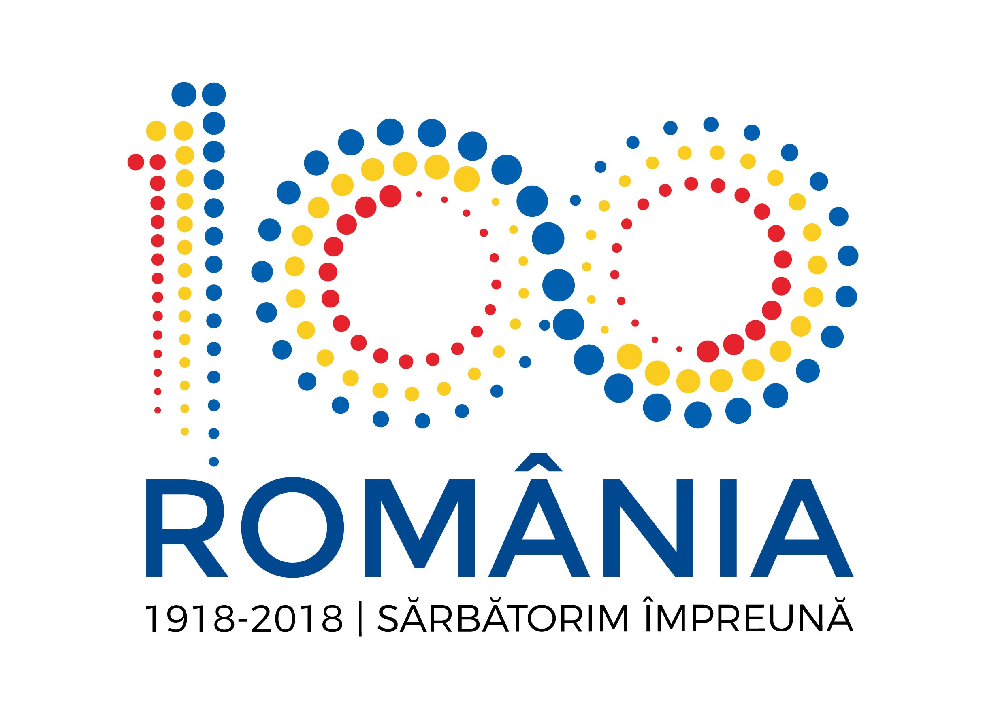 100
ROMÂNIA
1918-2018 | SĂRBĂTORIM ÎMPREUNĂ